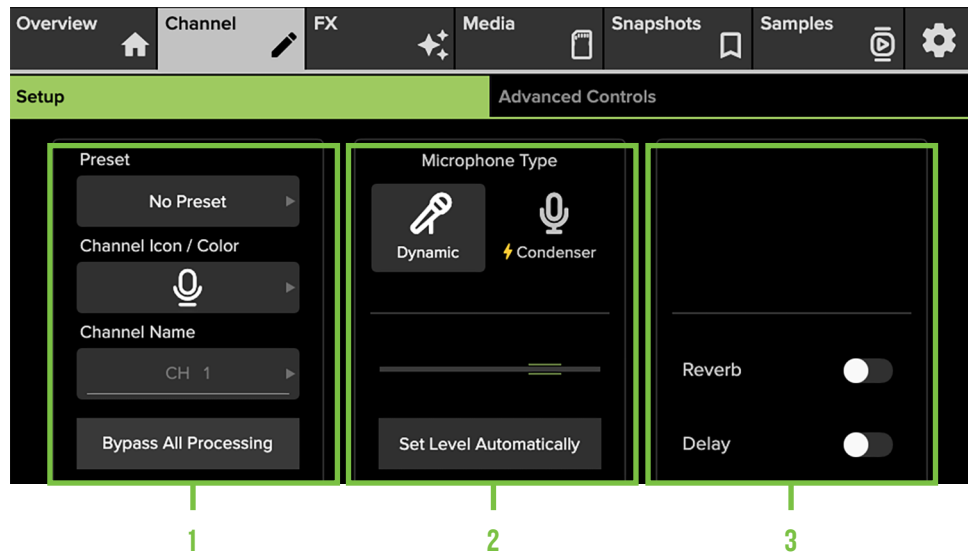 Overview
Channel
FX
Media
Snapshots
Samples
Setup
Advanced Controls
Preset
No Preset
Channel Icon / Color
Channel Name
CH 1
Bypass All Processing
Microphone Type
Dynamic
Condenser
Set Level Automatically
Reverb
Delay
1
2
3